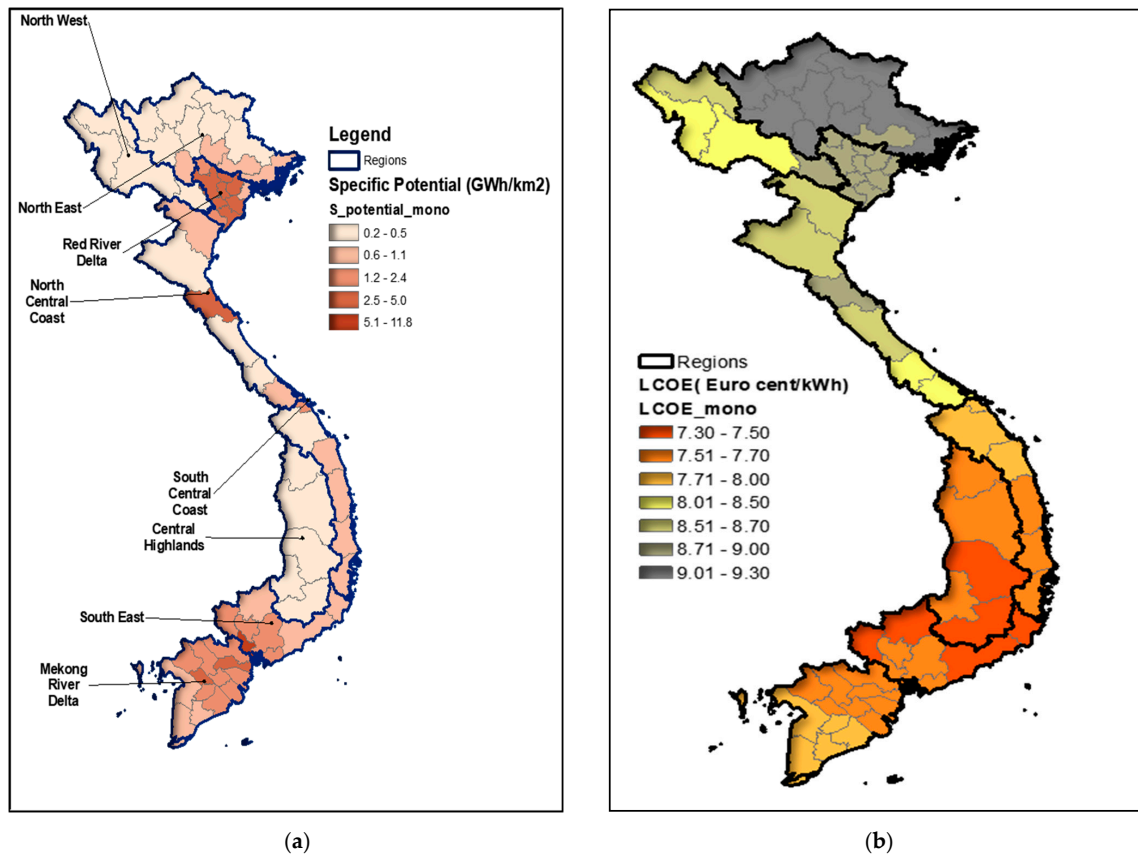 North West
North East
Red River
Delta
North
Central
Coast
South
Central
Coast
Central
Highlands
South East
Mekong
River
Delta
Legend
Regions
Specific Potential (GWh/km2)
S_potential_mono
0.2 - 0.5
0.6 - 1.1
1.2 - 2.4
2.5 - 5.0
5.1 - 11.8
(a)
Regions
LCOE( Euro cent/kWh)
LCOE_mono
7.30 - 7.50
7.51 - 7.70
7.71 - 8.00
8.01 - 8.50
8.51 - 8.70
8.71 - 9.00
9.01 - 9.30
(b)